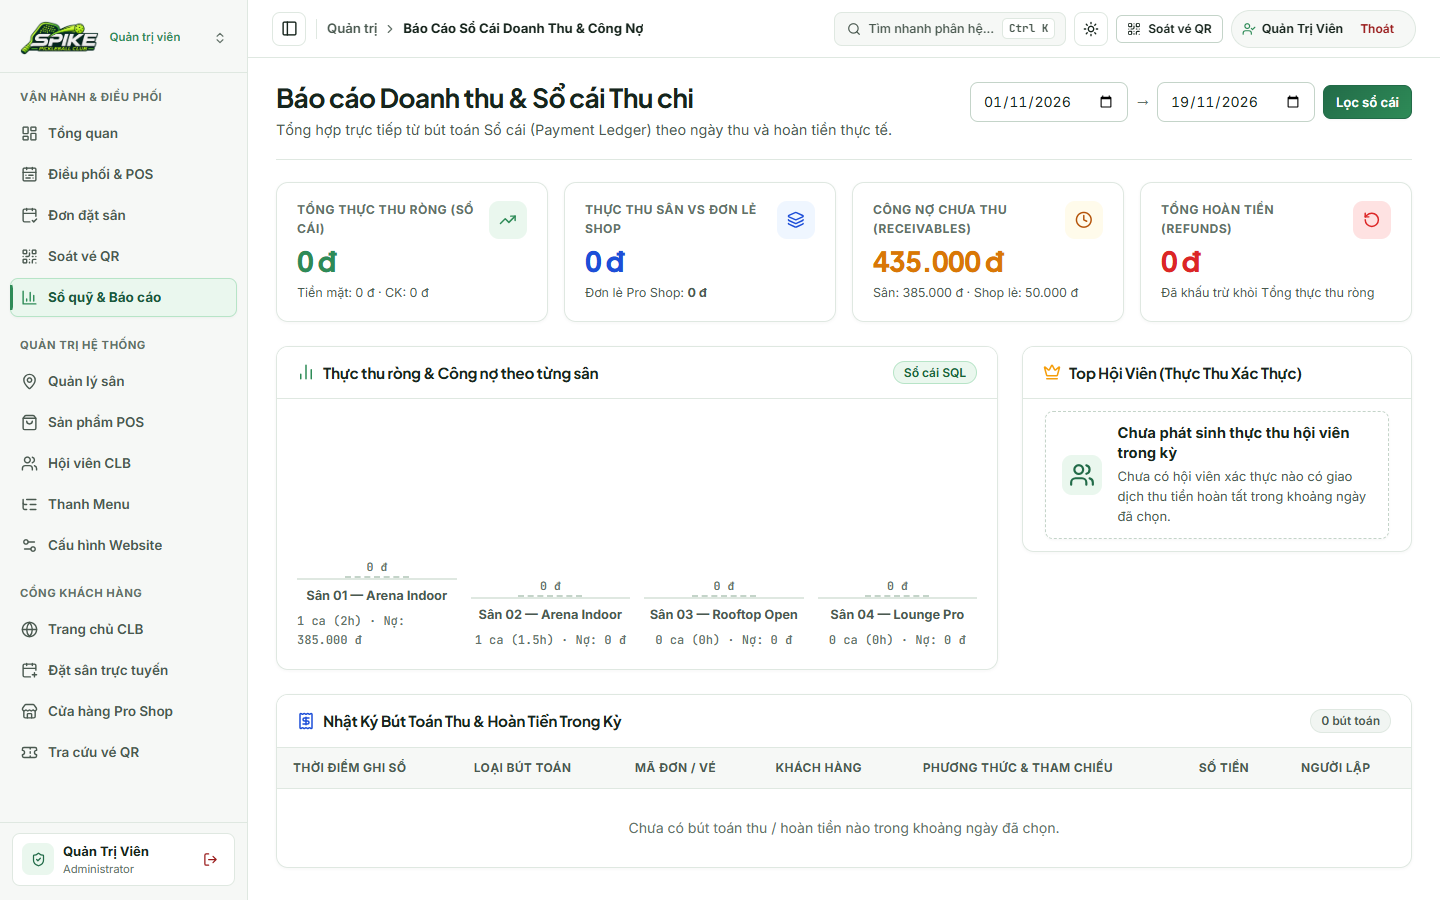 SPIKE
PICKLEBALL CLUB
Quản trị viên
VẬN HÀNH & ĐIỀU PHỐI
Tổng quan
Điều phối & POS
Đơn đặt sân
Soát vé QR
Sổ quỹ & Báo cáo
QUẢN TRỊ HỆ THỐNG
Quản lý sân
Sản phẩm POS
Hội viên CLB
Thanh Menu
Cấu hình Website
CỔNG KHÁCH HÀNG
Trang chủ CLB
Đặt sân trực tuyến
Cửa hàng Pro Shop
Tra cứu vé QR
Quản Trị Viên
Administrator
Quản trị > Báo Cáo Sổ Cái Doanh Thu & Công Nợ
Tìm nhanh phân hệ... Ctrl K
Soát vé QR
Quản Trị Viên Thoát
Báo cáo Doanh thu & Sổ cái Thu chi
Tổng hợp trực tiếp từ bút toán Sổ cái (Payment Ledger) theo ngày thu và hoàn tiền thực tế.
01/11/2026 → 19/11/2026 Lọc sổ cái
TỔNG THỰC THU RÒNG (SỔ
CÁI)
0 đ
Tiền mặt: 0 đ · CK: 0 đ
THỰC THU SÂN VS ĐƠN LẺ
SHOP
0 đ
Đơn lẻ Pro Shop: 0 đ
CÔNG NỢ CHƯA THU
(RECEIVABLES)
435.000 đ
Sân: 385.000 đ · Shop lẻ: 50.000 đ
TỔNG HOÀN TIỀN
(REFUNDS)
0 đ
Đã khấu trừ khỏi Tổng thực thu ròng
Thực thu ròng & Công nợ theo từng sân
Sổ cái SQL
0 đ
Sân 01 — Arena Indoor
1 ca (2h) · Nợ:
385.000 đ
0 đ
Sân 02 — Arena Indoor
1 ca (1.5h) · Nợ: 0 đ
0 đ
Sân 03 — Rooftop Open
0 ca (0h) · Nợ: 0 đ
0 đ
Sân 04 — Lounge Pro
0 ca (0h) · Nợ: 0 đ
Top Hội Viên (Thực Thu Xác Thực)
Chưa phát sinh thực thu hội viên
trong kỳ
Chưa có hội viên xác thực nào có giao
dịch thu tiền hoàn tất trong khoảng ngày
đã chọn.
Nhật Ký Bút Toán Thu & Hoàn Tiền Trong Kỳ
0 bút toán
THỜI ĐIỂM GHI SỔ LOẠI BÚT TOÁN MÃ ĐƠN / VÉ KHÁCH HÀNG PHƯƠNG THỨC & THAM CHIẾU SỐ TIỀN NGƯỜI LẬP
Chưa có bút toán thu / hoàn tiền nào trong khoảng ngày đã chọn.